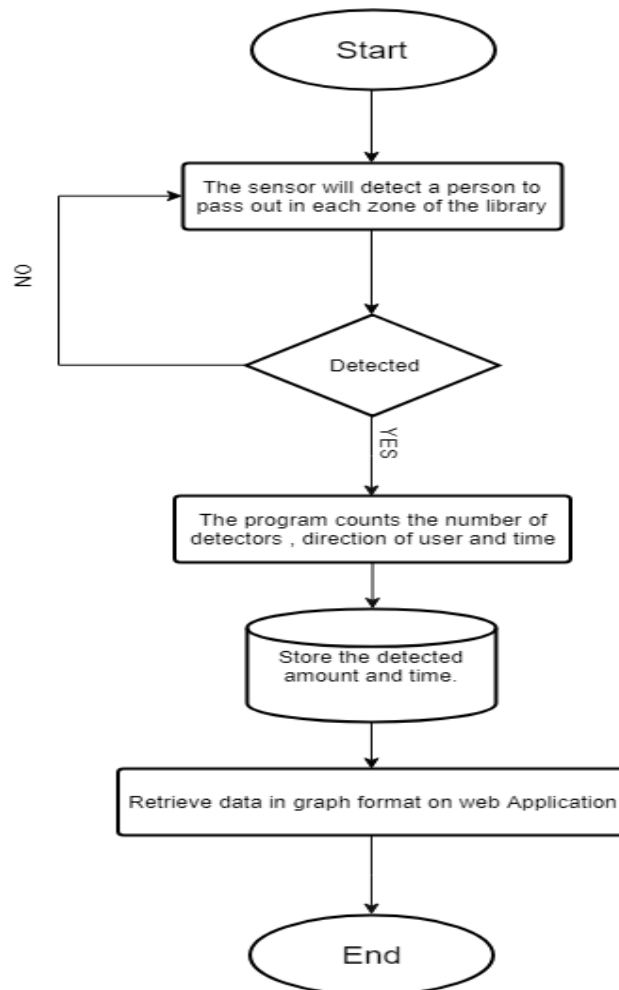 Start
The sensor will detect a person to
pass out in each zone of the library
NO
Detected
YES
The program counts the number of
detectors , direction of user and time
Store the detected
amount and time.
Retrieve data in graph format on web Application
End